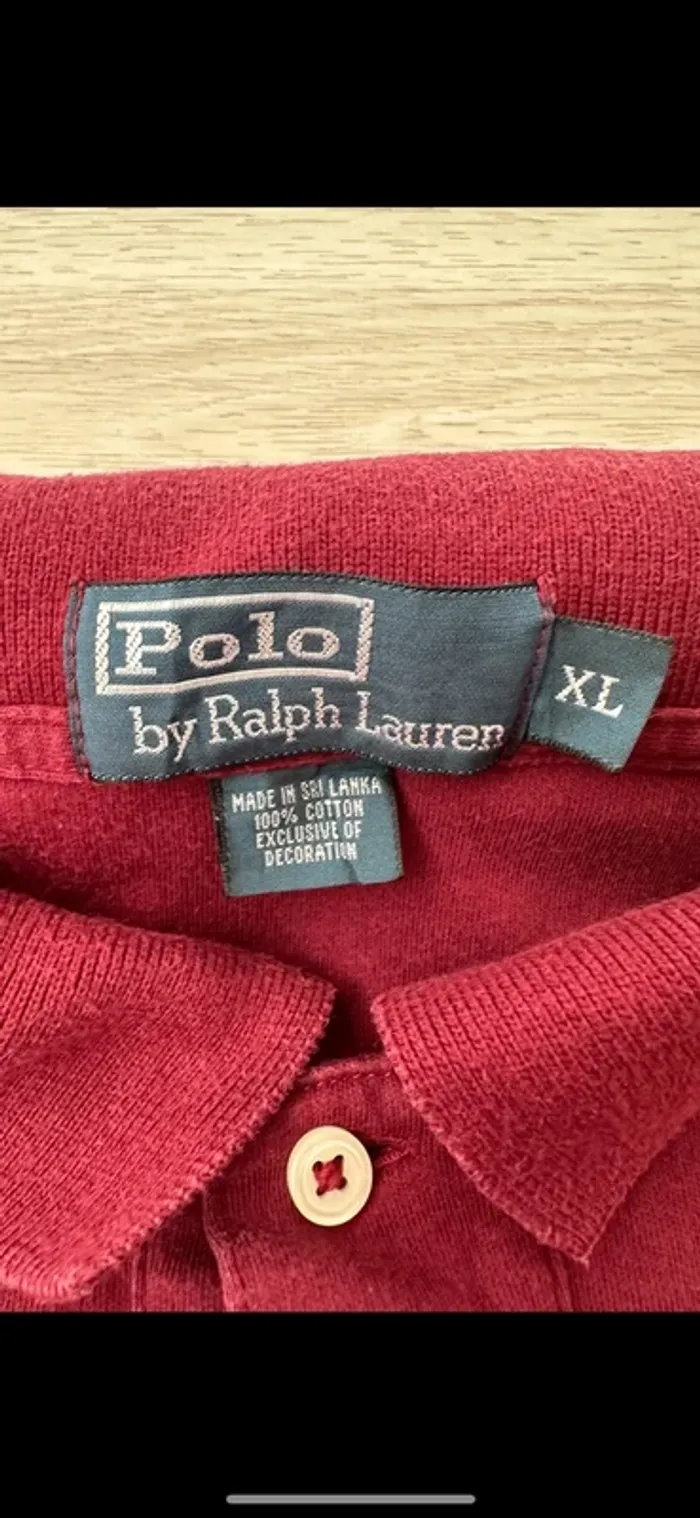 Polo
by Ralph Lauren
XL
MADE IN SRI LANKA
100% COTTON
EXCLUSIVE OF
DECORATION